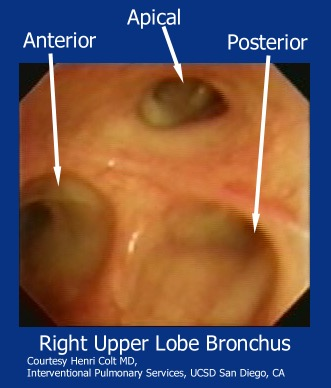 Apical
Anterior
Posterior
Right Upper Lobe Bronchus
Courtesy Henri Colt MD,
Interventional Pulmonary Services, UCSD San Diego, CA